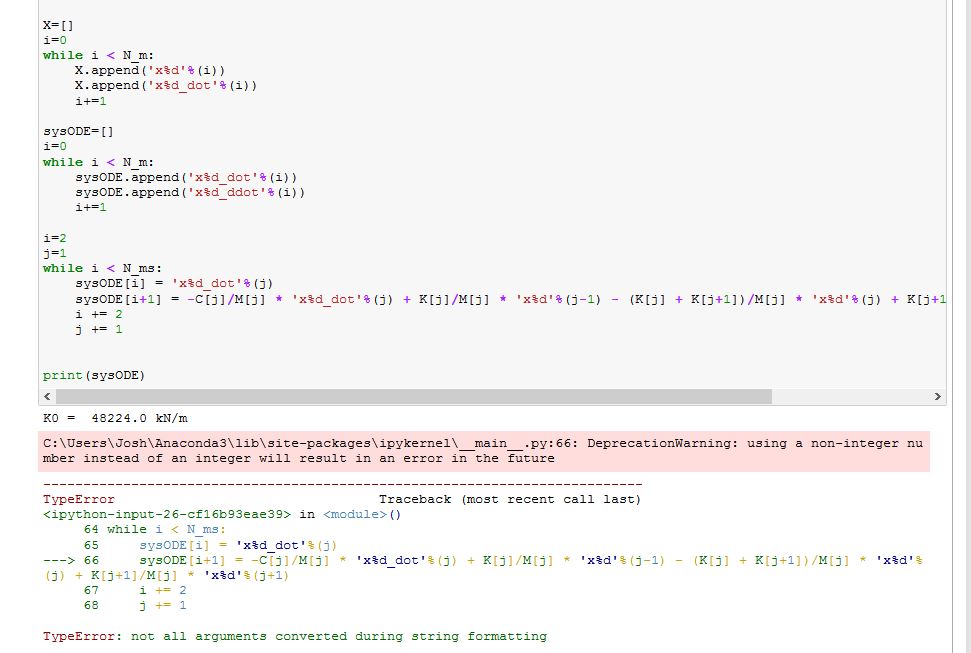 X=[]
i=0
while i < N_m:
    X.append('x%d'%(i))
    X.append('x%d_dot'%(i))
    i+=1
sysODE=[]
i=0
while i < N_m:
    sysODE.append('x%d_dot'%(i))
    sysODE.append('x%d_ddot'%(i))
    i+=1
i=2
j=1
while i < N_ms:
    sysODE[i] = 'x%d_dot'%(j)
    sysODE[i+1] = -C[j]/M[j] * 'x%d_dot'%(j) + K[j]/M[j] * 'x%d'%(j-1) - (K[j] + K[j+1])/M[j] * 'x%d'%(j) + K[j+1
    i += 2
    j += 1
print(sysODE)
K0 =  48224.0 kN/m
C:\Users\Josh\Anaconda3\lib\site-packages\ipykernel\__main__.py:66: DeprecationWarning: using a non-integer nu
mber instead of an integer will result in an error in the future
---------------------------------------------------------------------------
TypeError                                 Traceback (most recent call last)
<ipython-input-26-cf16b93eae39> in <module>()
     64 while i < N_ms:
     65     sysODE[i] = 'x%d_dot'%(j)
---> 66     sysODE[i+1] = -C[j]/M[j] * 'x%d_dot'%(j) + K[j]/M[j] * 'x%d'%(j-1) - (K[j] + K[j+1])/M[j] * 'x%d'%
(j) + K[j+1]/M[j] * 'x%d'%(j+1)
     67     i += 2
     68     j += 1
TypeError: not all arguments converted during string formatting